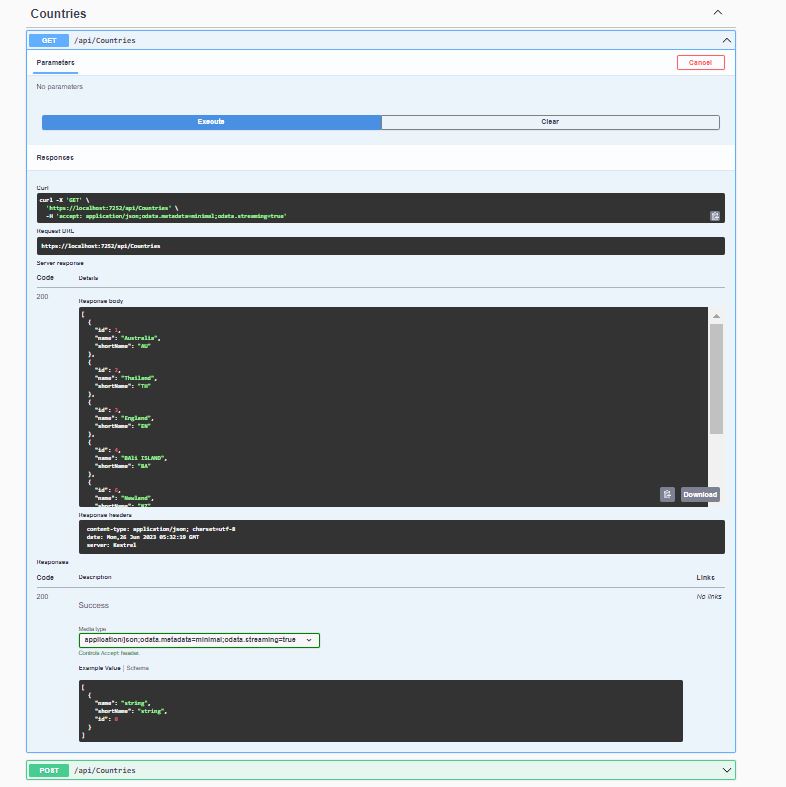 Countries
GET /api/Countries
Parameters
Cancel
No parameters
Execute
Clear
Responses
Curl
curl -X 'GET' \
'https://localhost:7252/api/Countries' \
-H 'accept: application/json;odata.metadata=minimal;odata.streaming=true'
Request URL
https://localhost:7252/api/Countries
Server response
Code Details
200
Response body
[
{
"id": 1,
"name": "Australia",
"shortName": "AU"
},
{
"id": 2,
"name": "Thailand",
"shortName": "TH"
},
{
"id": 3,
"name": "England",
"shortName": "EN"
},
{
"id": 4,
"name": "BAli ISLAND",
"shortName": "BA"
},
{
"id": 6,
"name": "Newland",
"shortName": "NZ"
Download
Response headers
content-type: application/json; charset=utf-8
date: Mon,26 Jun 2023 05:32:19 GMT
server: Kestrel
Responses
Code Description Links
200 Success No links
Media type
application/json;odata.metadata=minimal;odata.streaming=true
Controls Accept header.
Example Value | Schema
[
{
"name": "string",
"shortName": "string",
"id": 0
}
]
POST /api/Countries